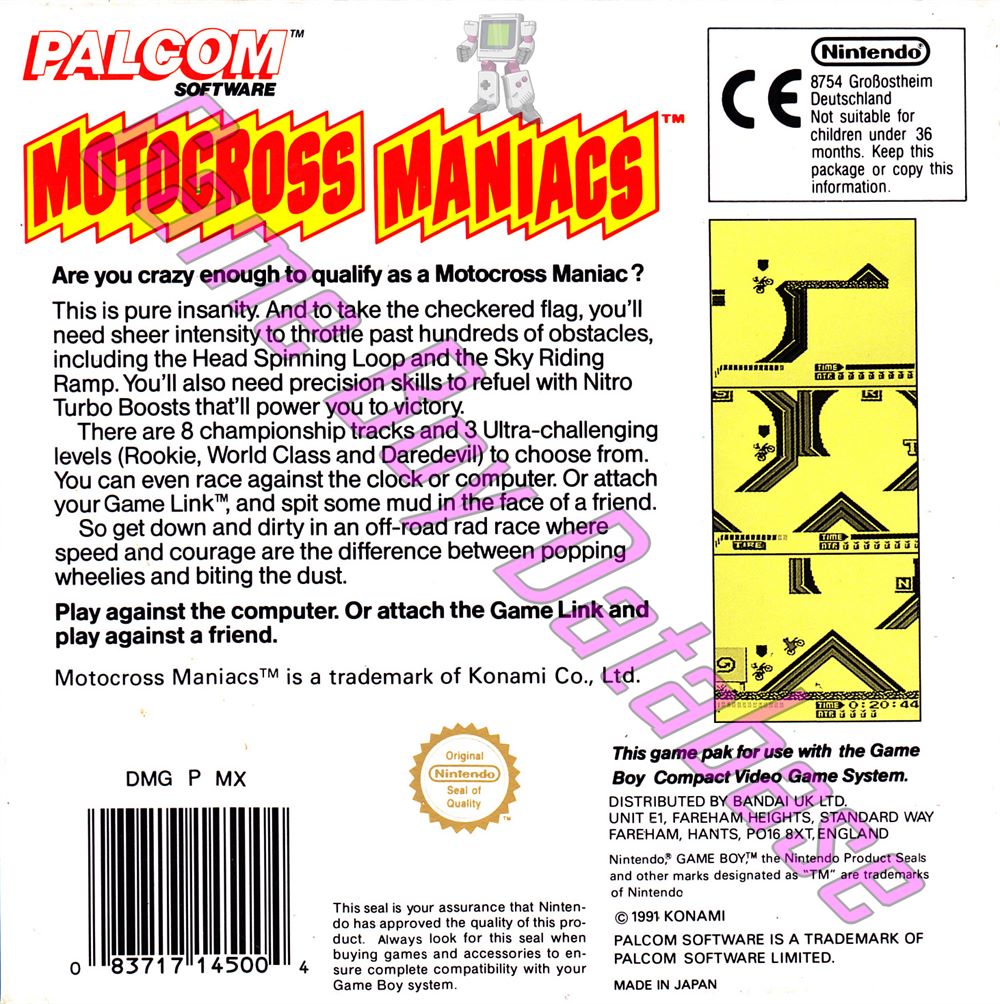 PALCOM™
SOFTWARE
MOTOCROSS MANIACS™
Are you crazy enough to qualify as a Motocross Maniac?
This is pure insanity. And to take the checkered flag, you'll
need sheer intensity to throttle past hundreds of obstacles,
including the Head Spinning Loop and the Sky Riding
Ramp. You'll also need precision skills to refuel with Nitro
Turbo Boosts that'll power you to victory.
There are 8 championship tracks and 3 Ultra-challenging
levels (Rookie, World Class and Daredevil) to choose from.
You can even race against the clock or computer. Or attach
your Game Link™, and spit some mud in the face of a friend.
So get down and dirty in an off-road rad race where
speed and courage are the difference between popping
wheelies and biting the dust.
Play against the computer. Or attach the Game Link and
play against a friend.
Motocross Maniacs™ is a trademark of Konami Co., Ltd.
CE
Nintendo®
8754 Großostheim
Deutschland
Not suitable for
children under 36
months. Keep this
package or copy this
information.
TIME
NTR
S
R
T
TIRE
TIME
NTR
N
G
TIME 0:20:44
NTR
Game Boy Database
DMG P MX
0 83717 14500 4
Original
Nintendo
Seal of
Quality
™
This seal is your assurance that Ninten-
do has approved the quality of this pro-
duct. Always look for this seal when
buying games and accessories to en-
sure complete compatibility with your
Game Boy system.
This game pak for use with the Game
Boy Compact Video Game System.
DISTRIBUTED BY BANDAI UK LTD.
UNIT E1, FAREHAM HEIGHTS, STANDARD WAY
FAREHAM, HANTS, PO16 8XT, ENGLAND
Nintendo,® GAME BOY,™ the Nintendo Product Seals
and other marks designated as "TM" are trademarks
of Nintendo
© 1991 KONAMI
PALCOM SOFTWARE IS A TRADEMARK OF
PALCOM SOFTWARE LIMITED.
MADE IN JAPAN